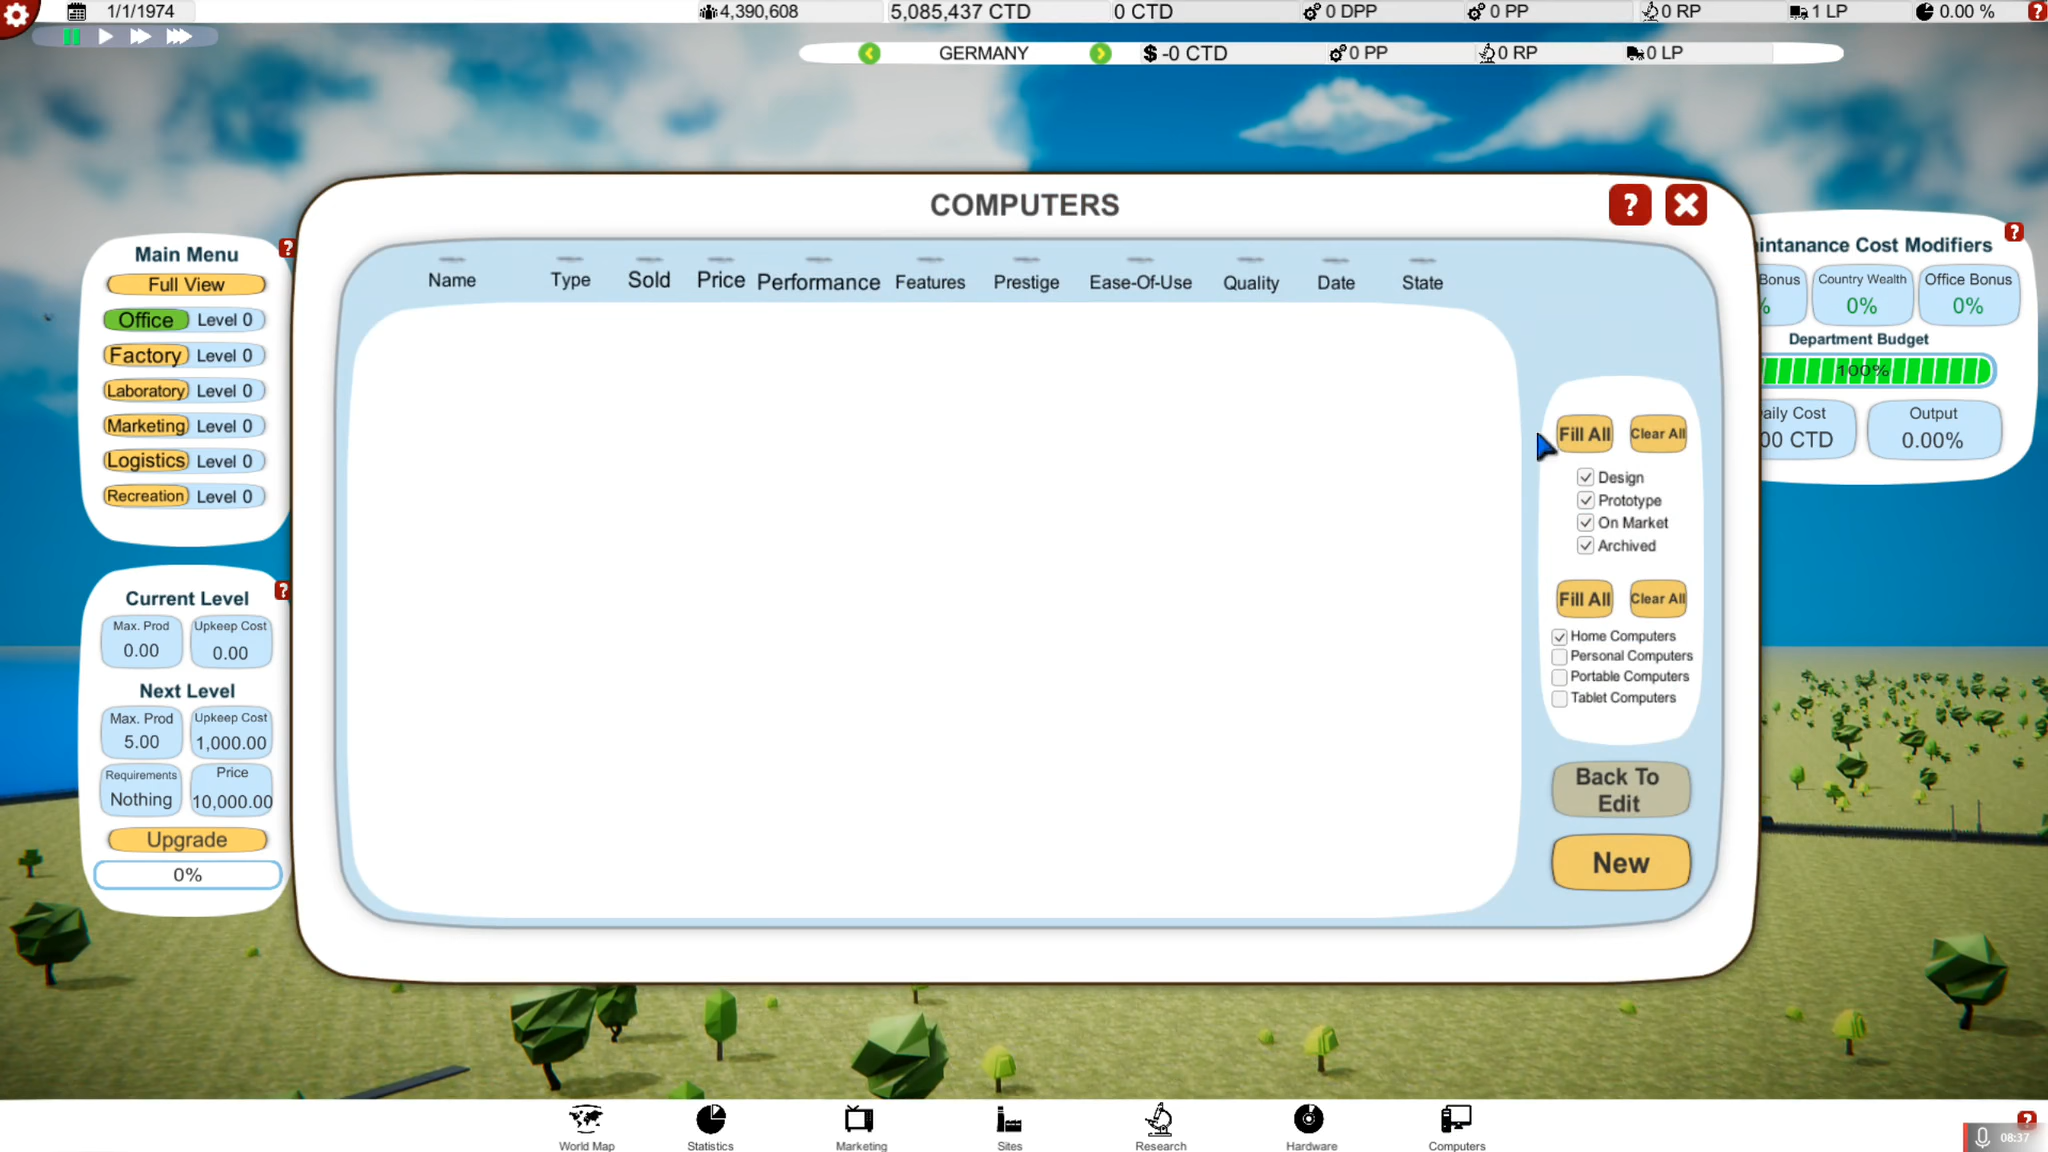 1/1/1974
4,390,608
5,085,437 CTD
0 CTD
0 DPP
0 PP
0 RP
1 LP
0.00 %
?
GERMANY
$ -0 CTD
0 PP
0 RP
0 LP
COMPUTERS
?
Name
Type
Sold
Price
Performance
Features
Prestige
Ease-Of-Use
Quality
Date
State
Main Menu
?
Full View
Office
Level 0
Factory
Level 0
Laboratory
Level 0
Marketing
Level 0
Logistics
Level 0
Recreation
Level 0
Current Level
?
Max. Prod
0.00
Upkeep Cost
0.00
Next Level
Max. Prod
5.00
Upkeep Cost
1,000.00
Requirements
Nothing
Price
10,000.00
Upgrade
0%
Fill All
Clear All
Design
Prototype
On Market
Archived
Fill All
Clear All
Home Computers
Personal Computers
Portable Computers
Tablet Computers
Back To
Edit
New
intanance Cost Modifiers
?
Bonus
%
Country Wealth
0%
Office Bonus
0%
Department Budget
100%
aily Cost
00 CTD
Output
0.00%
World Map
Statistics
Marketing
Sites
Research
Hardware
Computers
?
08:37